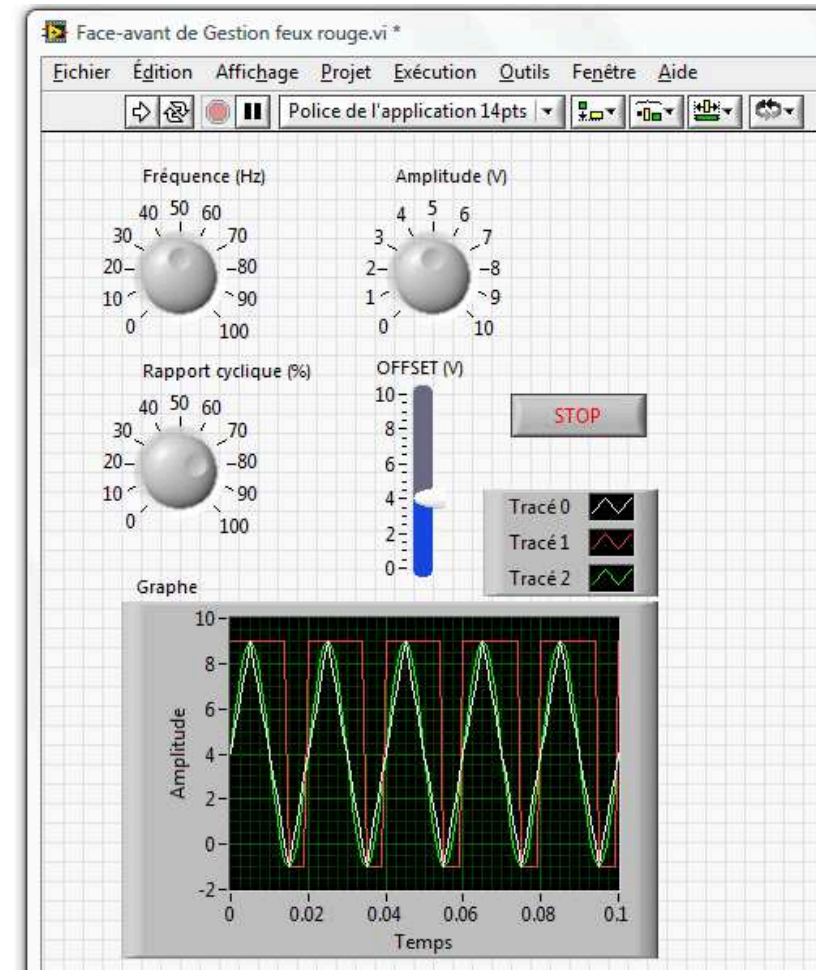 Face-avant de Gestion feux rouge.vi *
Fichier Édition Affichage Projet Exécution Outils Fenêtre Aide
Police de l'application 14pts
Fréquence (Hz)
0 10 20 30 40 50 60 70 80 90 100
Amplitude (V)
0 1 2 3 4 5 6 7 8 9 10
Rapport cyclique (%)
0 10 20 30 40 50 60 70 80 90 100
OFFSET (V)
10
8
6
4
2
0
STOP
Tracé 0
Tracé 1
Tracé 2
Graphe
Amplitude
10
8
6
4
2
0
-2
0 0.02 0.04 0.06 0.08 0.1
Temps